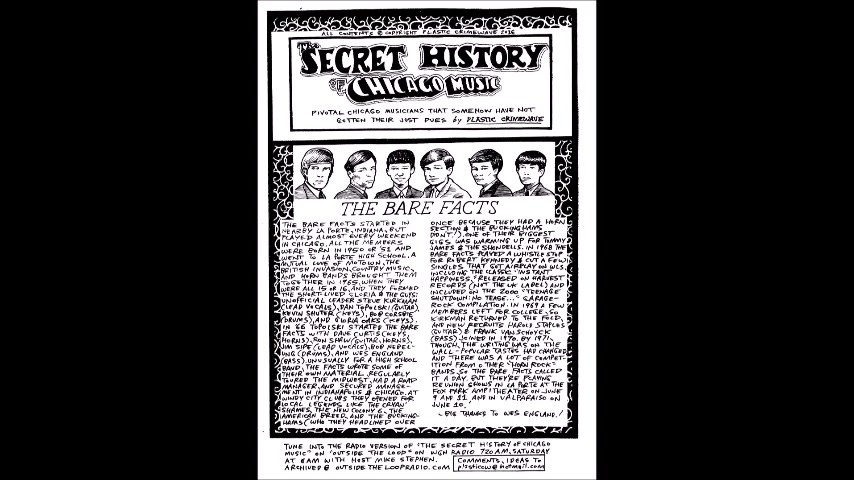 ALL CONTENTS © COPYRIGHT PLASTIC CRIMEWAVE 2016
THE
SECRET HISTORY
OF CHICAGO MUSIC
PIVOTAL CHICAGO MUSICIANS THAT SOMEHOW HAVE NOT
GOTTEN THEIR JUST DUES by PLASTIC CRIMEWAVE
THE BARE FACTS
THE BARE FACTS STARTED IN
NEARBY LA PORTE, INDIANA, BUT
PLAYED ALMOST EVERY WEEKEND
IN CHICAGO. ALL THE MEMBERS
WERE BORN IN 1950 OR '51 AND
WENT TO LA PORTE HIGH SCHOOL. A
MUTUAL LOVE OF MOTOWN, THE
BRITISH INVASION, COUNTRY MUSIC,
AND HORN BANDS BROUGHT THEM
TOGETHER IN 1965, WHEN THEY
WERE ALL 15 OR 16, AND THEY FORMED
THE SHORT-LIVED GLORIA & THE GUYS:
UNOFFICIAL LEADER STEVE KIRKMAN
(LEAD VOCALS), DAN TOPOLSKI (GUITAR)
KEVIN SHUTER (KEYS), BOB CORSBIE
(DRUMS), AND GLORIA OAKS (KEYS).
IN '66 TOPOLSKI STARTED THE BARE
FACTS WITH DAVE CURTIS (KEYS,
HORNS), RON SHAW (GUITAR, HORNS),
JIM SIPE (LEAD VOCALS), BOB NEBEL-
UNG (DRUMS), AND WES ENGLAND
(BASS). UNUSUALLY FOR A HIGH SCHOOL
BAND, THE FACTS WROTE SOME OF
THEIR OWN MATERIAL, REGULARLY
TOURED THE MIDWEST, HAD A ROAD
MANAGER, AND SECURED MANAGE-
MENT IN INDIANAPOLIS & CHICAGO. AT
WINDY CITY CLUBS THEY OPENED FOR
LOCAL LEGENDS LIKE THE CRYAN'
SHAMES, THE NEW COLONY 6, THE
AMERICAN BREED, AND THE BUCKING-
HAMS (WHO THEY HEADLINED OVER
ONCE BECAUSE THEY HAD A HORN
SECTION & THE BUCKINGHAMS
DIDN'T!). ONE OF THEIR BIGGEST
GIGS WAS WARMING UP FOR TOMMY
JAMES & THE SHONDELLS. IN 1968 THE
BARE FACTS PLAYED A WHISTLE STOP
FOR ROBERT KENNEDY & CUT A FEW
SINGLES THAT GOT AIRPLAY ON WLS,
INCLUDING THE CLASSIC "INSTANT
HAPPINESS," RELEASED ON HARVEST
RECORDS (NOT THE UK LABEL) AND
INCLUDED ON THE 2000 "TEENAGE
SHUTDOWN: NO TEASE..." GARAGE-
ROCK COMPILATION. IN 1969 A FEW
MEMBERS LEFT FOR COLLEGE, SO
KIRKMAN RETURNED TO THE FOLD,
AND NEW RECRUITS HAROLD STAPLES
(GUITAR) & FRANK VAN SCHOYCK
(BASS) JOINED IN 1970. BY 1971,
THOUGH, THE WRITING WAS ON THE
WALL—POPULAR TASTES HAD CHANGED
AND THERE WAS A LOT OF COMPET-
ITION FROM OTHER "HORN ROCK"
BANDS, SO THE BARE FACTS CALLED
IT A DAY. BUT THEY'RE PLAYING
REUNION SHOWS IN LA PORTE AT THE
FOX PARK AMPHITHEATER IN JUNE
9 AND 21 AND IN VALPARAISO ON
JUNE 10.
~BIG THANKS TO WES ENGLAND!
TUNE INTO THE RADIO VERSION OF "THE SECRET HISTORY OF CHICAGO
MUSIC" ON "OUTSIDE THE LOOP" ON WGN RADIO 720 AM, SATURDAY
AT 6AM WITH HOST MIKE STEPHEN.
ARCHIVED @ OUTSIDETHELOOPRADIO.COM
COMMENTS, IDEAS TO
plasticcw@hotmail.com